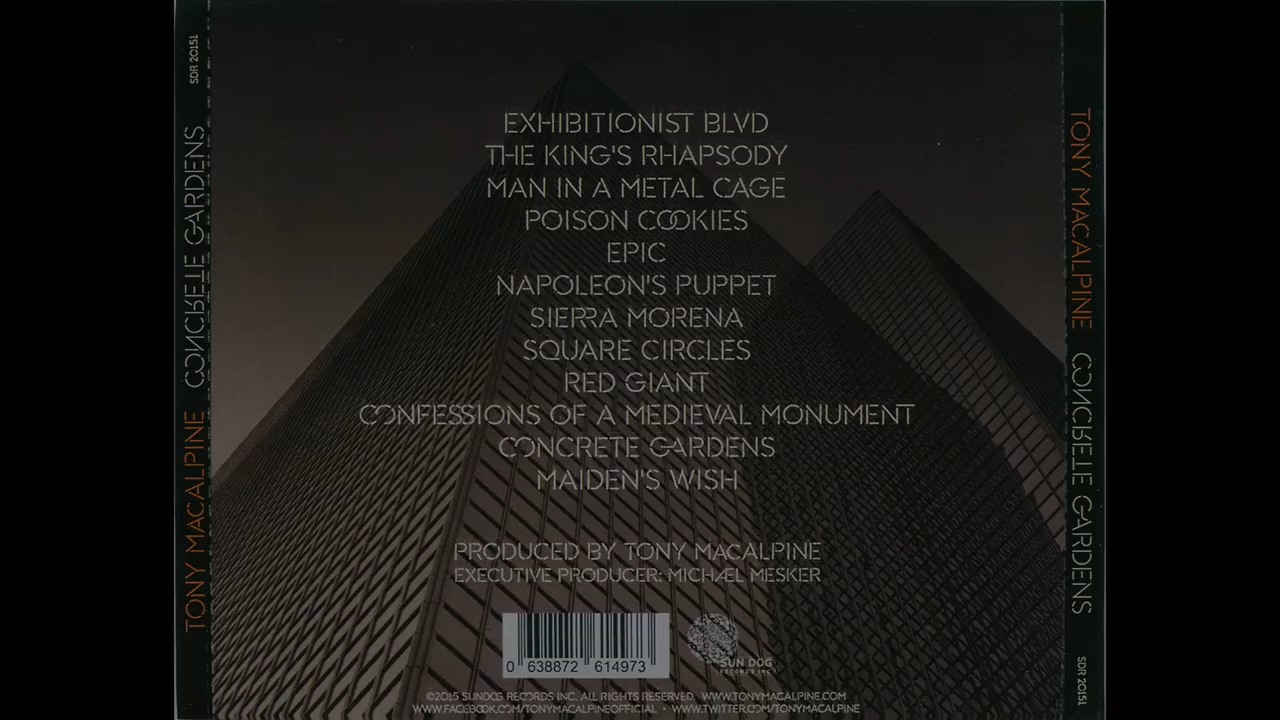 SDR 20151
TONY MACALPINE CONCRETE GARDENS
EXHIBITIONIST BLVD
THE KING'S RHAPSODY
MAN IN A METAL CAGE
POISON COOKIES
EPIC
NAPOLEON'S PUPPET
SIERRA MORENA
SQUARE CIRCLES
RED GIANT
CONFESSIONS OF A MEDIEVAL MONUMENT
CONCRETE GARDENS
MAIDEN'S WISH
PRODUCED BY TONY MACALPINE
EXECUTIVE PRODUCER: MICHAEL MESKER
0 638872 614973
SUN DOG
RECORDS INC.
©2015 SUNDOG RECORDS INC. ALL RIGHTS RESERVED. WWW.TONYMACALPINE.COM
WWW.FACEBOOK.COM/TONYMACALPINEOFFICIAL • WWW.TWITTER.COM/TONYMACALPINE
TONY MACALPINE CONCRETE GARDENS
SDR 20151